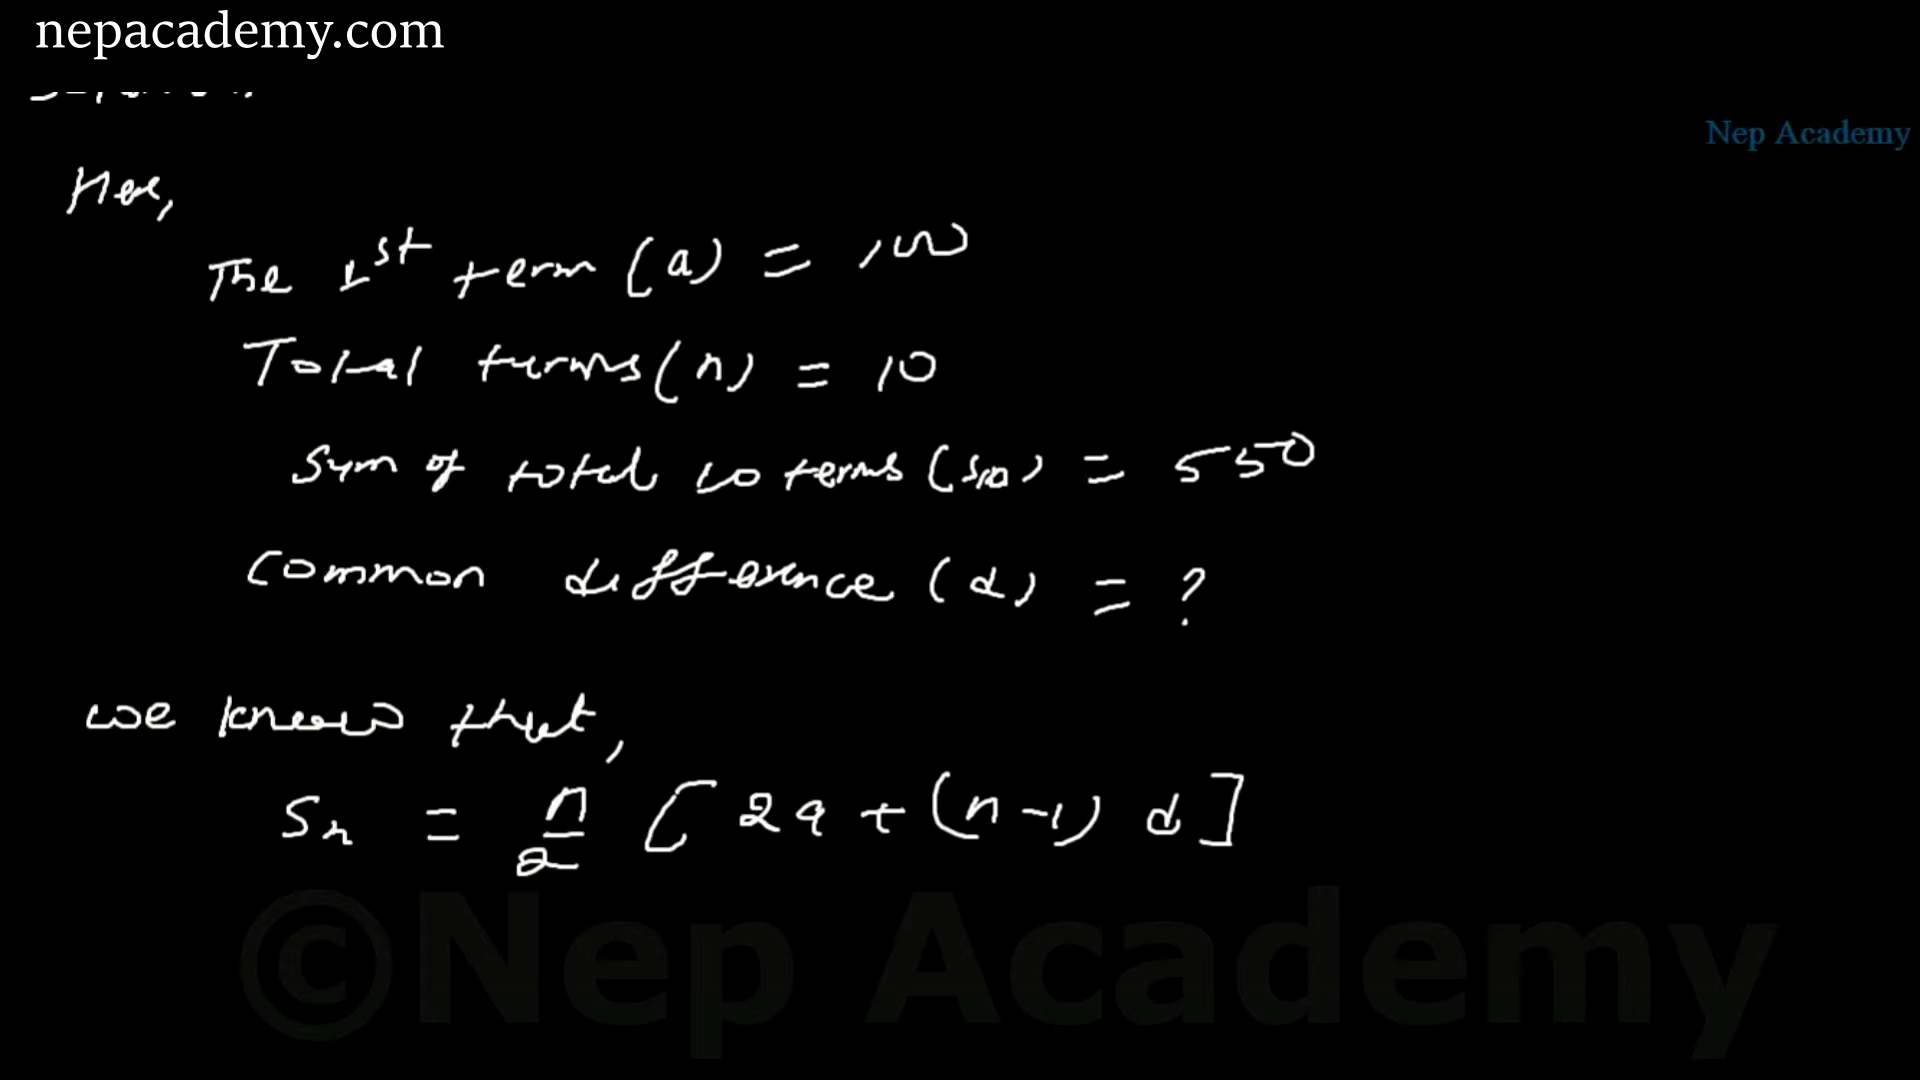 nepacademy.com
Nep Academy
Here,
The 1st term (a) = 100
Total terms (n) = 10
Sum of total 10 terms (S10) = 550
Common difference (d) = ?
we know that,
Sn = n/2 [2a + (n-1) d]
©Nep Academy